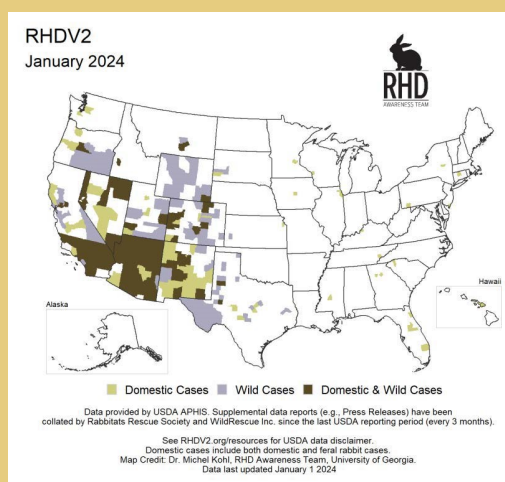 RHDV2
January 2024
RHD
AWARENESS TEAM
Hawaii
Alaska
Domestic Cases
Wild Cases
Domestic & Wild Cases
Data provided by USDA APHIS. Supplemental data reports (e.g., Press Releases) have been
collated by Rabbitats Rescue Society and WildRescue Inc. since the last USDA reporting period (every 3 months).
See RHDV2.org/resources for USDA data disclaimer.
Domestic cases include both domestic and feral rabbit cases.
Map Credit: Dr. Michel Kohl, RHD Awareness Team, University of Georgia.
Data last updated January 1 2024